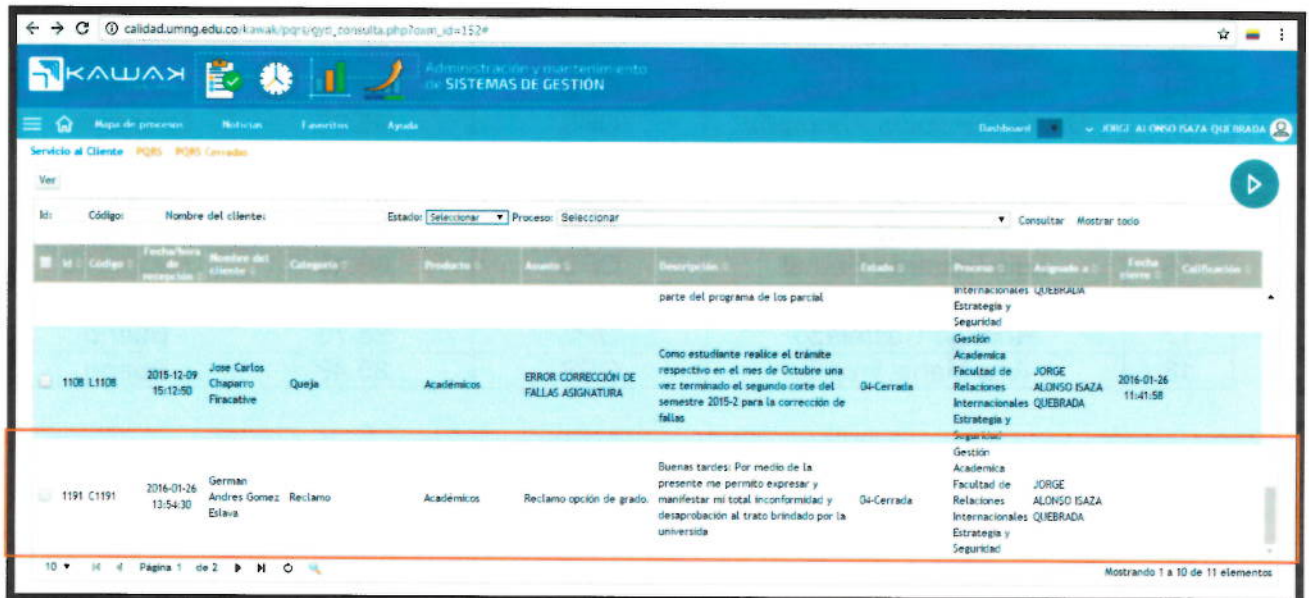 calidad.umng.edu.co/kawak/pqrs/gyd_consulta.php?own_id=152#
KAWAK
Administración y mantenimiento
de SISTEMAS DE GESTIÓN
Mapa de procesos Noticias Favoritos Ayuda Dashboard JORGE ALONSO ISAZA QUEBRADA
Servicio al Cliente PQRS PQRS Cerradas
Ver
Id: Código: Nombre del cliente: Estado: Seleccionar Proceso: Seleccionar Consultar Mostrar todo
Id Código Fecha/hora de recepción Nombre del cliente Categoría Producto Asunto Descripción Estado Proceso Asignado a Fecha cierre Calificación
parte del programa de los parcial
Internacionales QUEBRADA
Estrategia y
Seguridad
1108 L1108
2015-12-09
15:12:50
Jose Carlos
Chaparro
Firacative
Queja
Académicos
ERROR CORRECCIÓN DE
FALLAS ASIGNATURA
Como estudiante realice el trámite
respectivo en el mes de Octubre una
vez terminado el segundo corte del
semestre 2015-2 para la corrección de
fallas
04-Cerrada
Gestión
Academica
Facultad de
Relaciones
Internacionales
Estrategia y
Seguridad
JORGE
ALONSO ISAZA
QUEBRADA
2016-01-26
11:41:58
1191 C1191
2016-01-26
13:54:30
German
Andres Gomez
Eslava
Reclamo
Académicos
Reclamo opción de grado.
Buenas tardes: Por medio de la
presente me permito expresar y
manifestar mi total inconformidad y
desaprobación al trato brindado por la
universida
04-Cerrada
Gestión
Academica
Facultad de
Relaciones
Internacionales
Estrategia y
Seguridad
JORGE
ALONSO ISAZA
QUEBRADA
10 Página 1 de 2
Mostrando 1 a 10 de 11 elementos